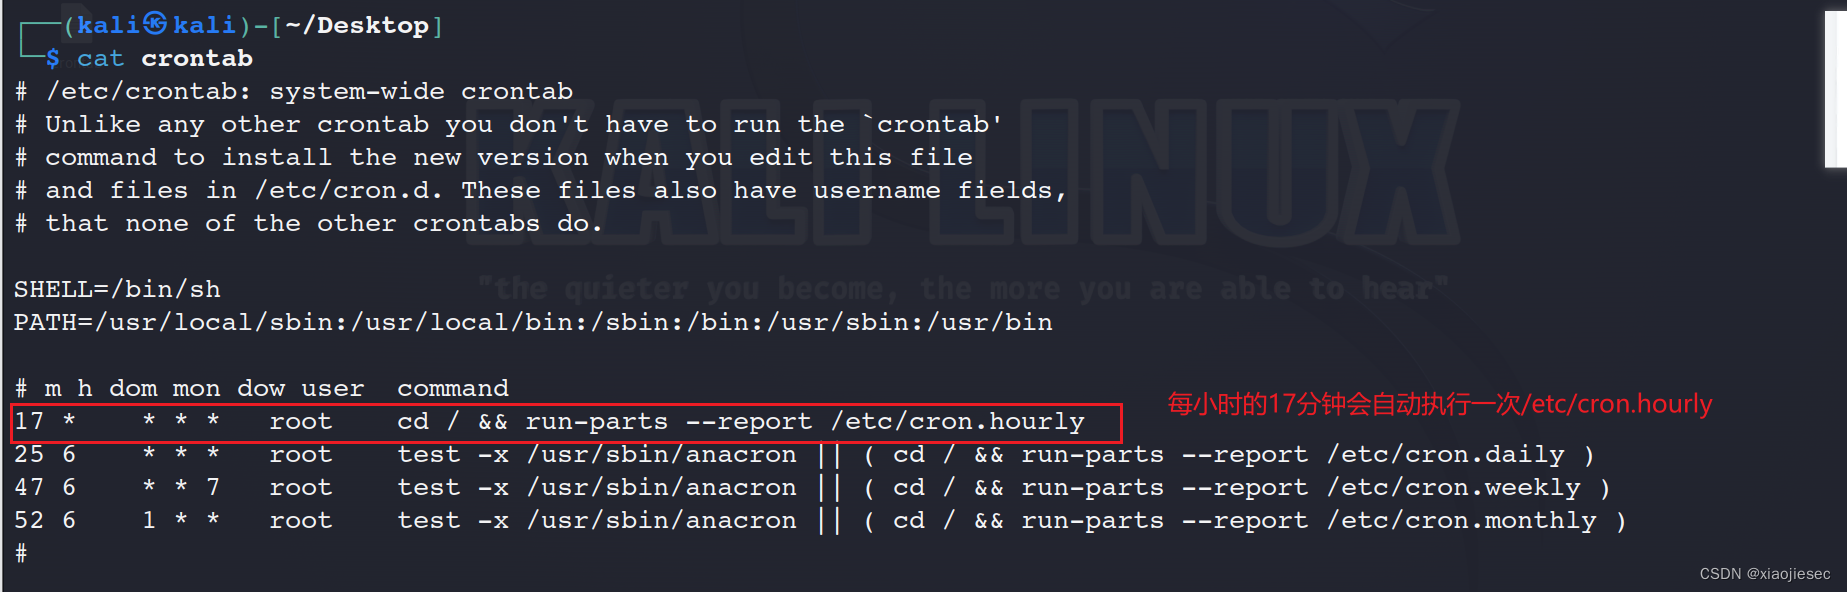 ┌──(kali㉿kali)-[~/Desktop]
└─$ cat crontab
# /etc/crontab: system-wide crontab
# Unlike any other crontab you don't have to run the `crontab'
# command to install the new version when you edit this file
# and files in /etc/cron.d. These files also have username fields,
# that none of the other crontabs do.
KALI LINUX
SHELL=/bin/sh
"the quieter you become, the more you are able to hear"
PATH=/usr/local/sbin:/usr/local/bin:/sbin:/bin:/usr/sbin:/usr/bin
# m h dom mon dow user  command
17 *    * * *   root    cd / && run-parts --report /etc/cron.hourly
每小时的17分钟会自动执行一次/etc/cron.hourly
25 6    * * *   root    test -x /usr/sbin/anacron || ( cd / && run-parts --report /etc/cron.daily )
47 6    * * 7   root    test -x /usr/sbin/anacron || ( cd / && run-parts --report /etc/cron.weekly )
52 6    1 * *   root    test -x /usr/sbin/anacron || ( cd / && run-parts --report /etc/cron.monthly )
#
CSDN @xiaojiesec